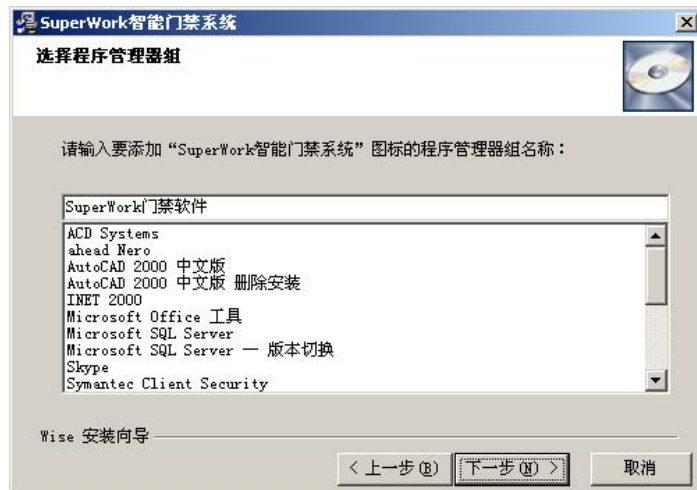 SuperWork智能门禁系统
选择程序管理器组
请输入要添加“SuperWork智能门禁系统”图标的程序管理器组名称：
SuperWork门禁软件
ACD Systems
ahead Nero
AutoCAD 2000 中文版
AutoCAD 2000 中文版 删除安装
INET 2000
Microsoft Office 工具
Microsoft SQL Server
Microsoft SQL Server — 版本切换
Skype
Symantec Client Security
Wise 安装向导
< 上一步(B) 下一步(N) > 取消